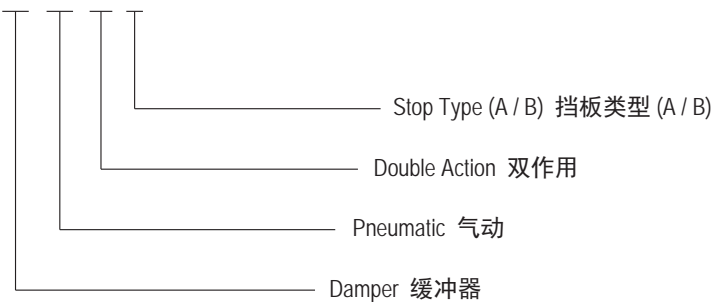 Stop Type (A / B) 挡板类型 (A / B)
Double Action 双作用
Pneumatic 气动
Damper 缓冲器